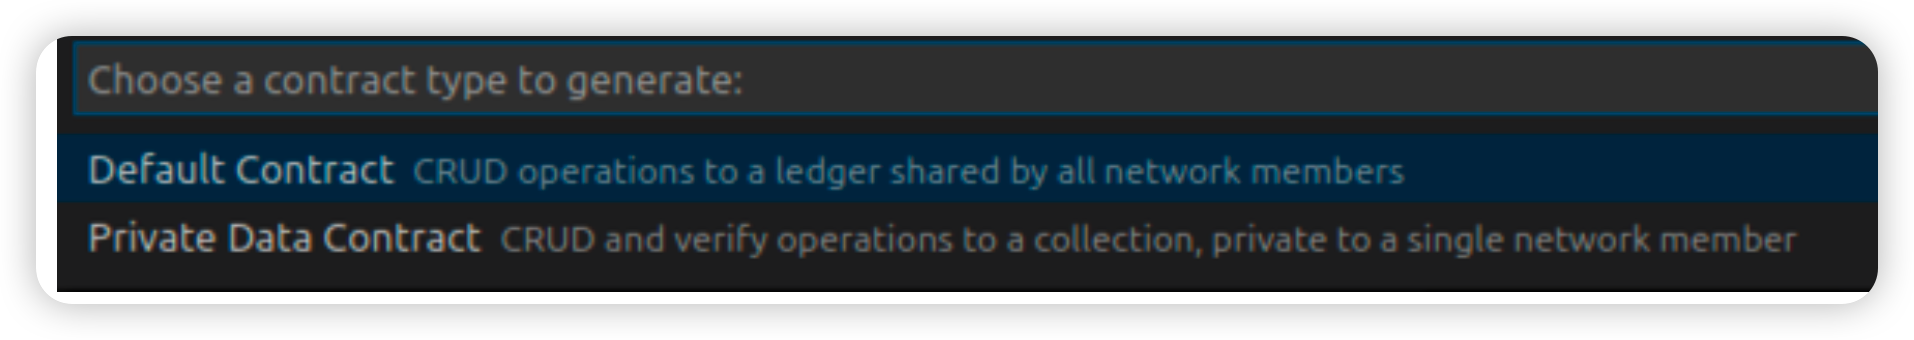 Choose a contract type to generate:
Default Contract CRUD operations to a ledger shared by all network members
Private Data Contract CRUD and verify operations to a collection, private to a single network member